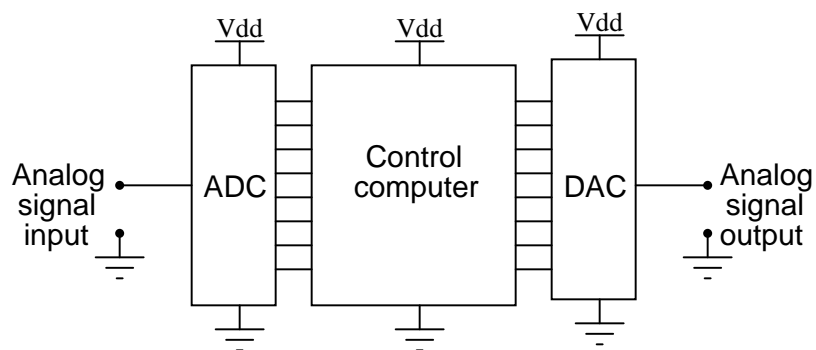 Vdd
Vdd
Vdd
Analog
signal
input
ADC
Control
computer
DAC
Analog
signal
output